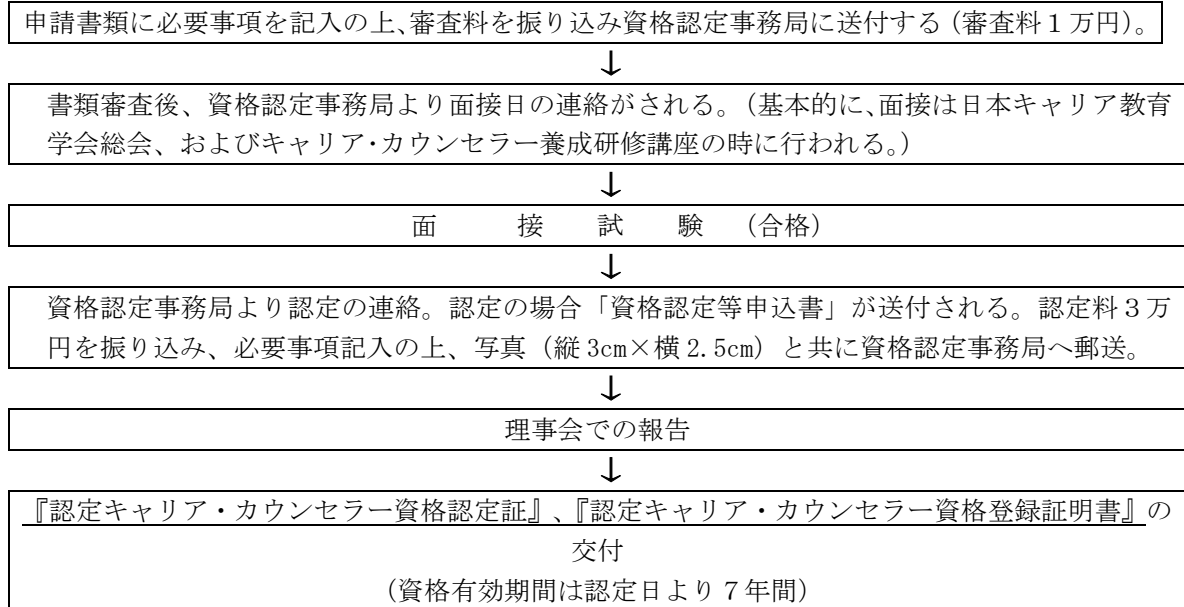 申請書類に必要事項を記入の上、審査料を振り込み資格認定事務局に送付する（審査料１万円）。
↓
書類審査後、資格認定事務局より面接日の連絡がされる。（基本的に、面接は日本キャリア教育
学会総会、およびキャリア・カウンセラー養成研修講座の時に行われる。）
↓
面　接　試　験　（合格）
↓
資格認定事務局より認定の連絡。認定の場合「資格認定等申込書」が送付される。認定料３万
円を振り込み、必要事項記入の上、写真（縦 3cm×横 2.5cm）と共に資格認定事務局へ郵送。
↓
理事会での報告
↓
『認定キャリア・カウンセラー資格認定証』、『認定キャリア・カウンセラー資格登録証明書』の
交付
（資格有効期間は認定日より 7 年間）